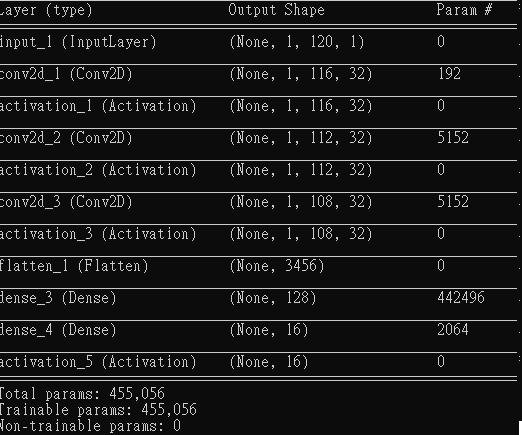 Layer (type) Output Shape Param #
input_1 (InputLayer) (None, 1, 120, 1) 0
conv2d_1 (Conv2D) (None, 1, 116, 32) 192
activation_1 (Activation) (None, 1, 116, 32) 0
conv2d_2 (Conv2D) (None, 1, 112, 32) 5152
activation_2 (Activation) (None, 1, 112, 32) 0
conv2d_3 (Conv2D) (None, 1, 108, 32) 5152
activation_3 (Activation) (None, 1, 108, 32) 0
flatten_1 (Flatten) (None, 3456) 0
dense_3 (Dense) (None, 128) 442496
dense_4 (Dense) (None, 16) 2064
activation_5 (Activation) (None, 16) 0
Total params: 455,056
Trainable params: 455,056
Non-trainable params: 0